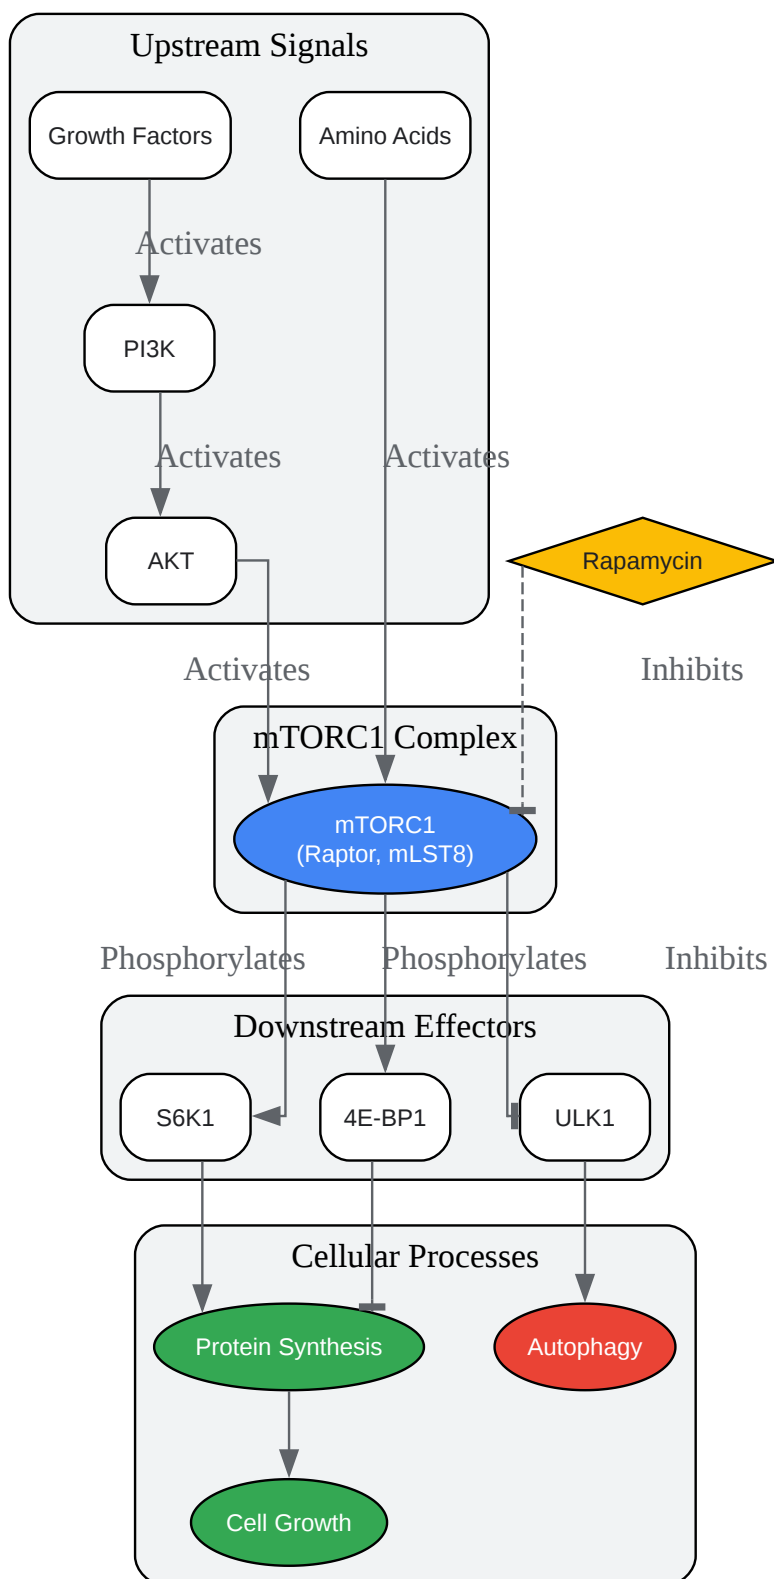 Upstream Signals
Growth Factors
Amino Acids
Activates
PI3K
Activates
Activates
AKT
Rapamycin
Activates
Inhibits
mTORC1 Complex
mTORC1
(Raptor, mLST8)
Phosphorylates
Phosphorylates
Inhibits
Downstream Effectors
S6K1
4E-BP1
ULK1
Cellular Processes
Protein Synthesis
Autophagy
Cell Growth